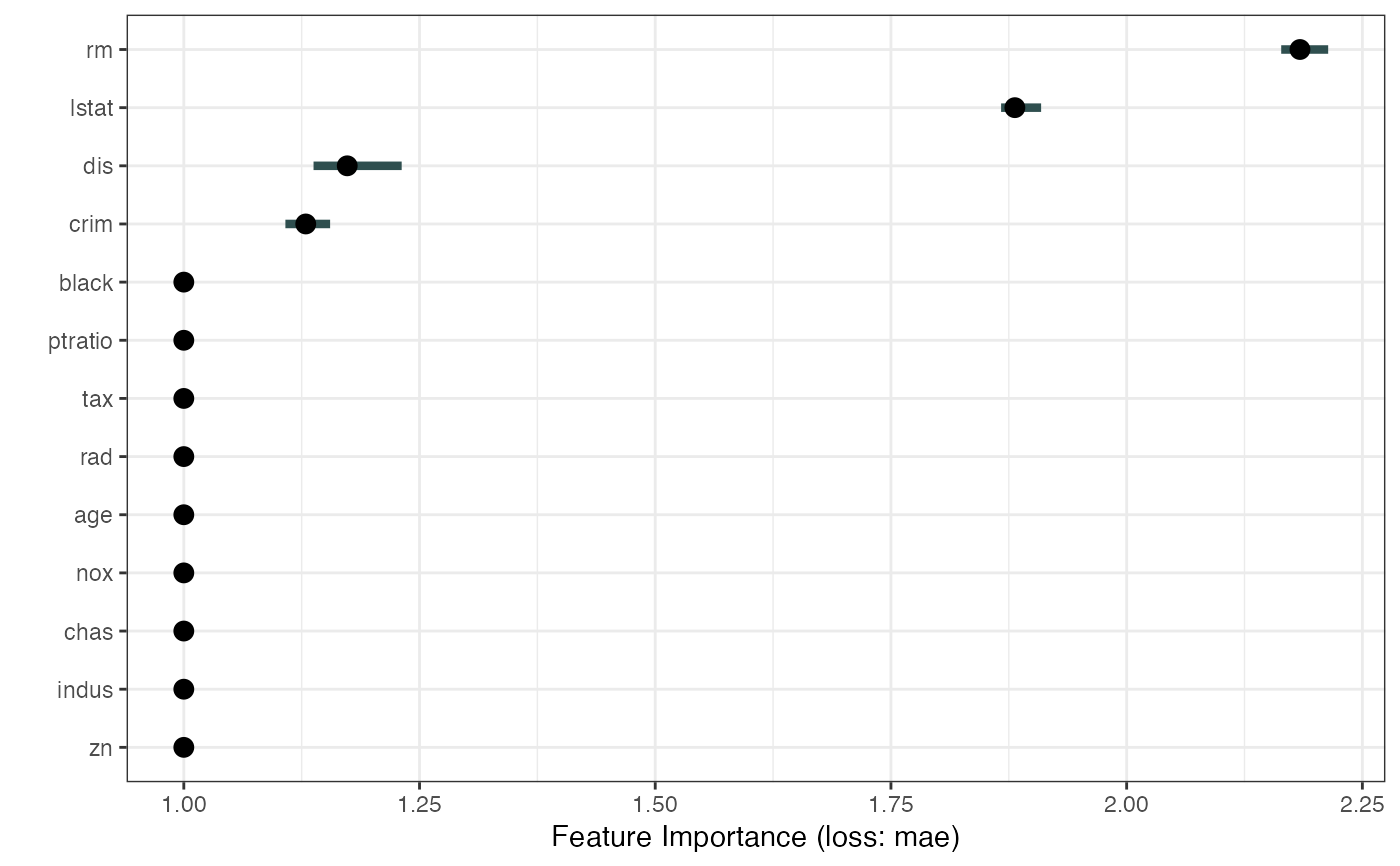 rm
lstat
dis
crim
black
ptratio
tax
rad
age
nox
chas
indus
zn
1.00 1.25 1.50 1.75 2.00 2.25
Feature Importance (loss: mae)